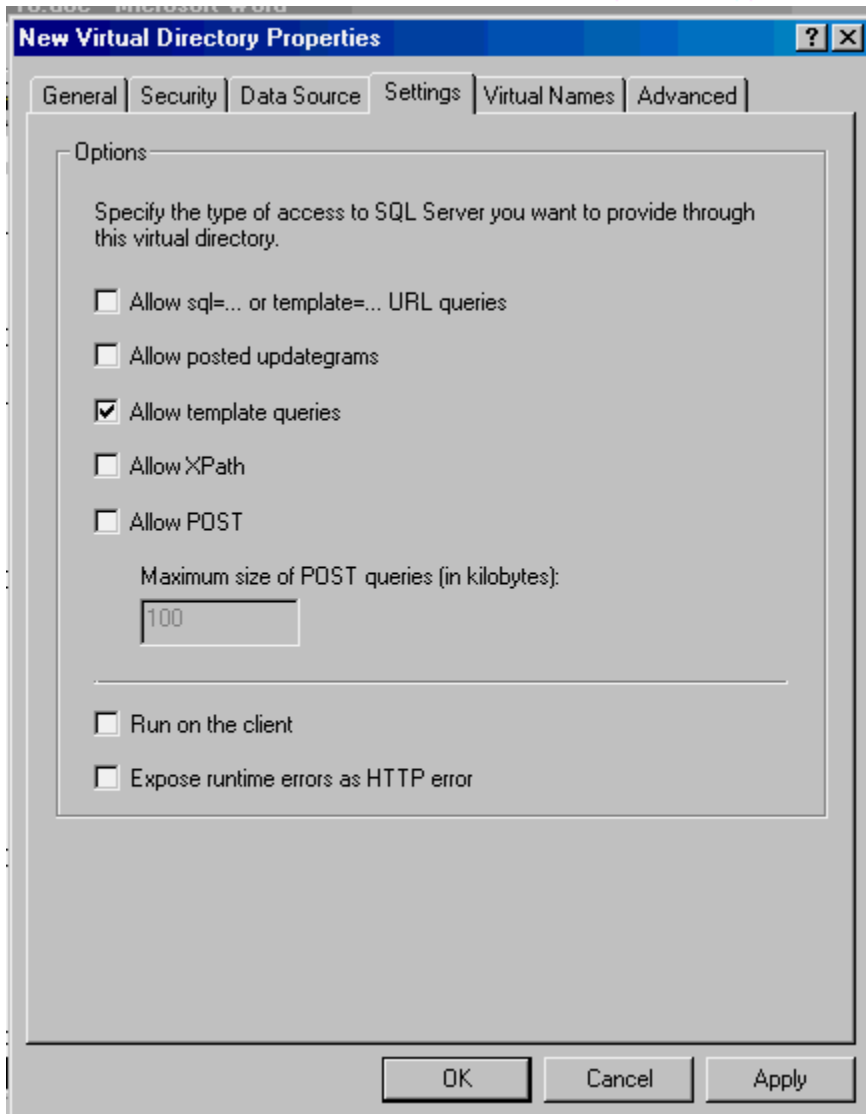 New Virtual Directory Properties
General Security Data Source Settings Virtual Names Advanced
Options
Specify the type of access to SQL Server you want to provide through
this virtual directory.
Allow sql=... or template=... URL queries
Allow posted updategrams
Allow template queries
Allow XPath
Allow POST
Maximum size of POST queries (in kilobytes):
100
Run on the client
Expose runtime errors as HTTP error
OK Cancel Apply